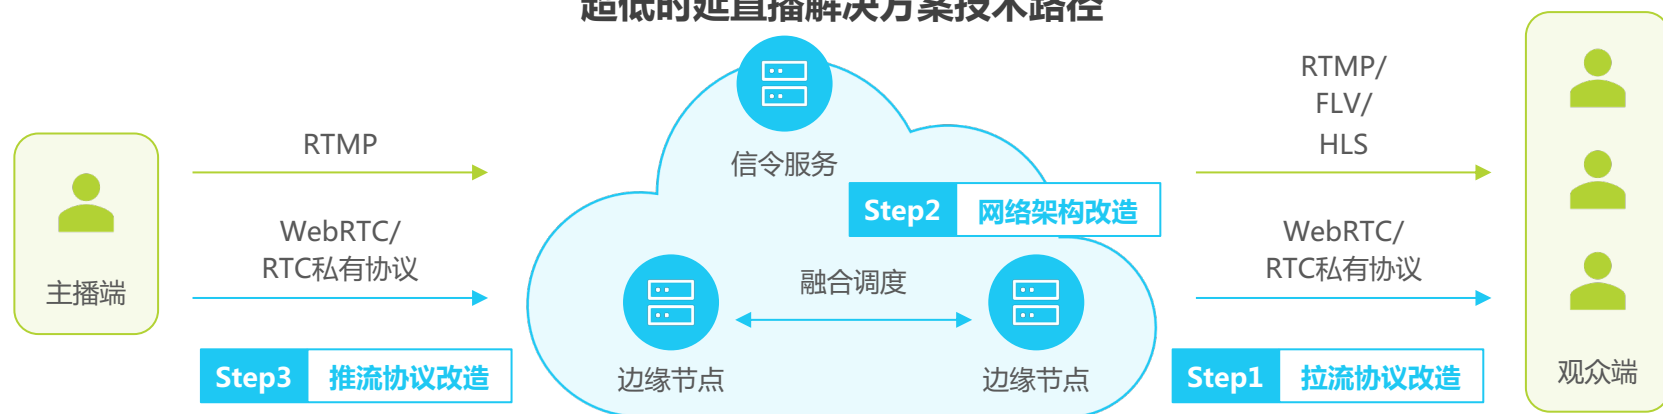 超低时延直播解决方案技术路径
主播端
RTMP
WebRTC/
RTC私有协议
Step3 推流协议改造
信令服务
Step2 网络架构改造
融合调度
边缘节点
边缘节点
RTMP/
FLV/
HLS
WebRTC/
RTC私有协议
Step1 拉流协议改造
观众端